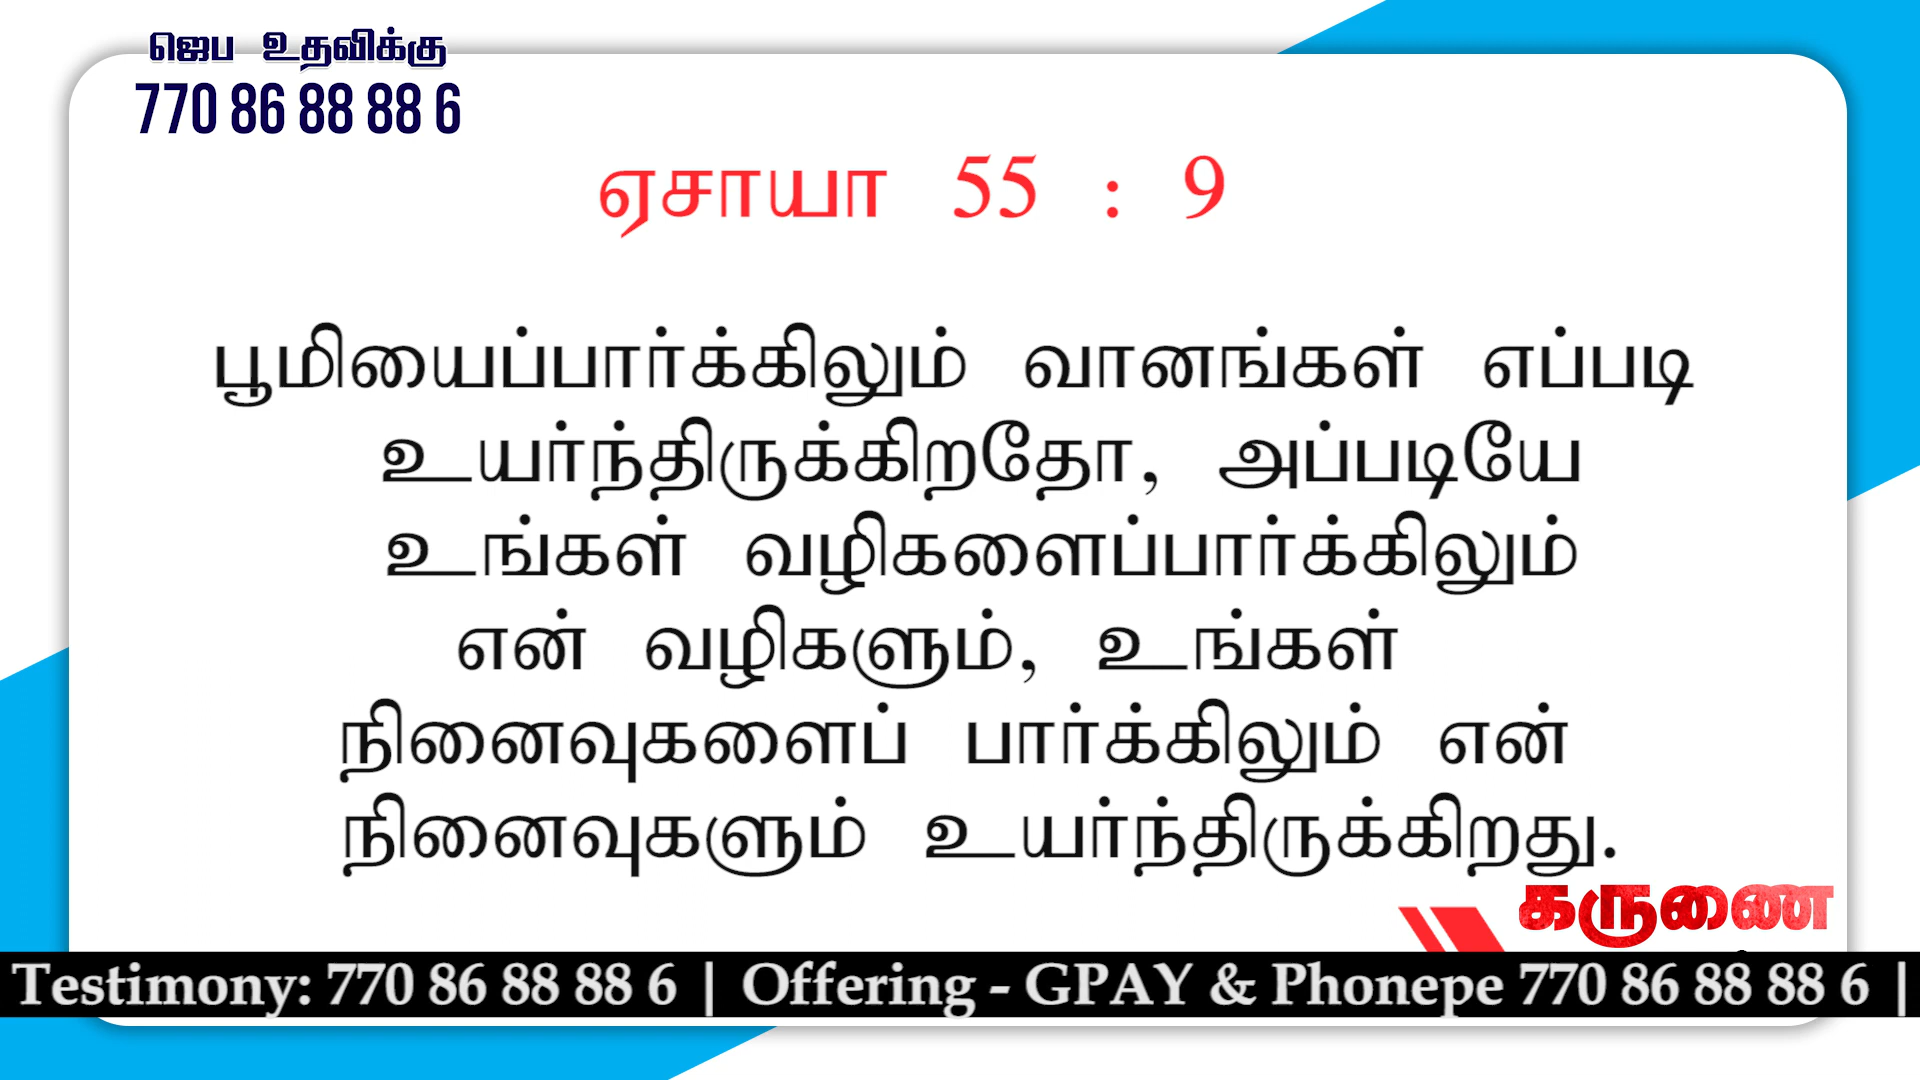 ஜெப உதவிக்கு
770 86 88 88 6
ஏசாயா 55 : 9
பூமியைப்பார்க்கிலும் வானங்கள் எப்படி
உயர்ந்திருக்கிறதோ, அப்படியே
உங்கள் வழிகளைப்பார்க்கிலும்
என் வழிகளும், உங்கள்
நினைவுகளைப் பார்க்கிலும் என்
நினைவுகளும் உயர்ந்திருக்கிறது.
கருணை
Testimony: 770 86 88 88 6 | Offering - GPAY & Phonepe 770 86 88 88 6 |